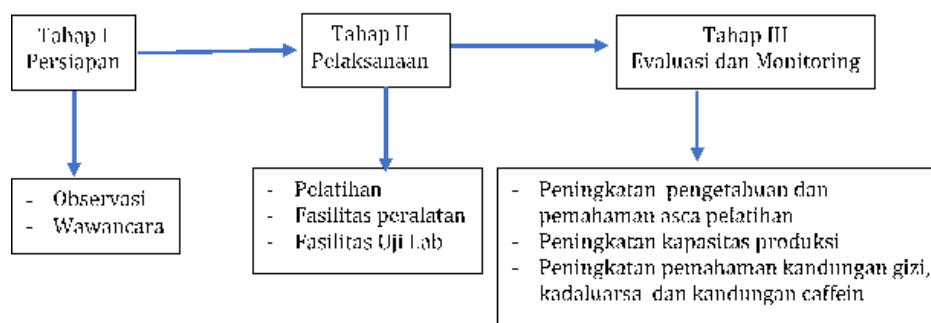 Tahap I
Persiapan
Tahap II
Pelaksanaan
Tahap III
Evaluasi dan Monitoring
- Observasi
- Wawancara
- Pelatihan
- Fasilitas peralatan
- Fasilitas Uji Lab
- Peningkatan pengetahuan dan
pemahaman asca pelatihan
- Peningkatan kapasitas produksi
- Peningkatan pemahaman kandungan gizi,
kadaluarsa dan kandungan caffein